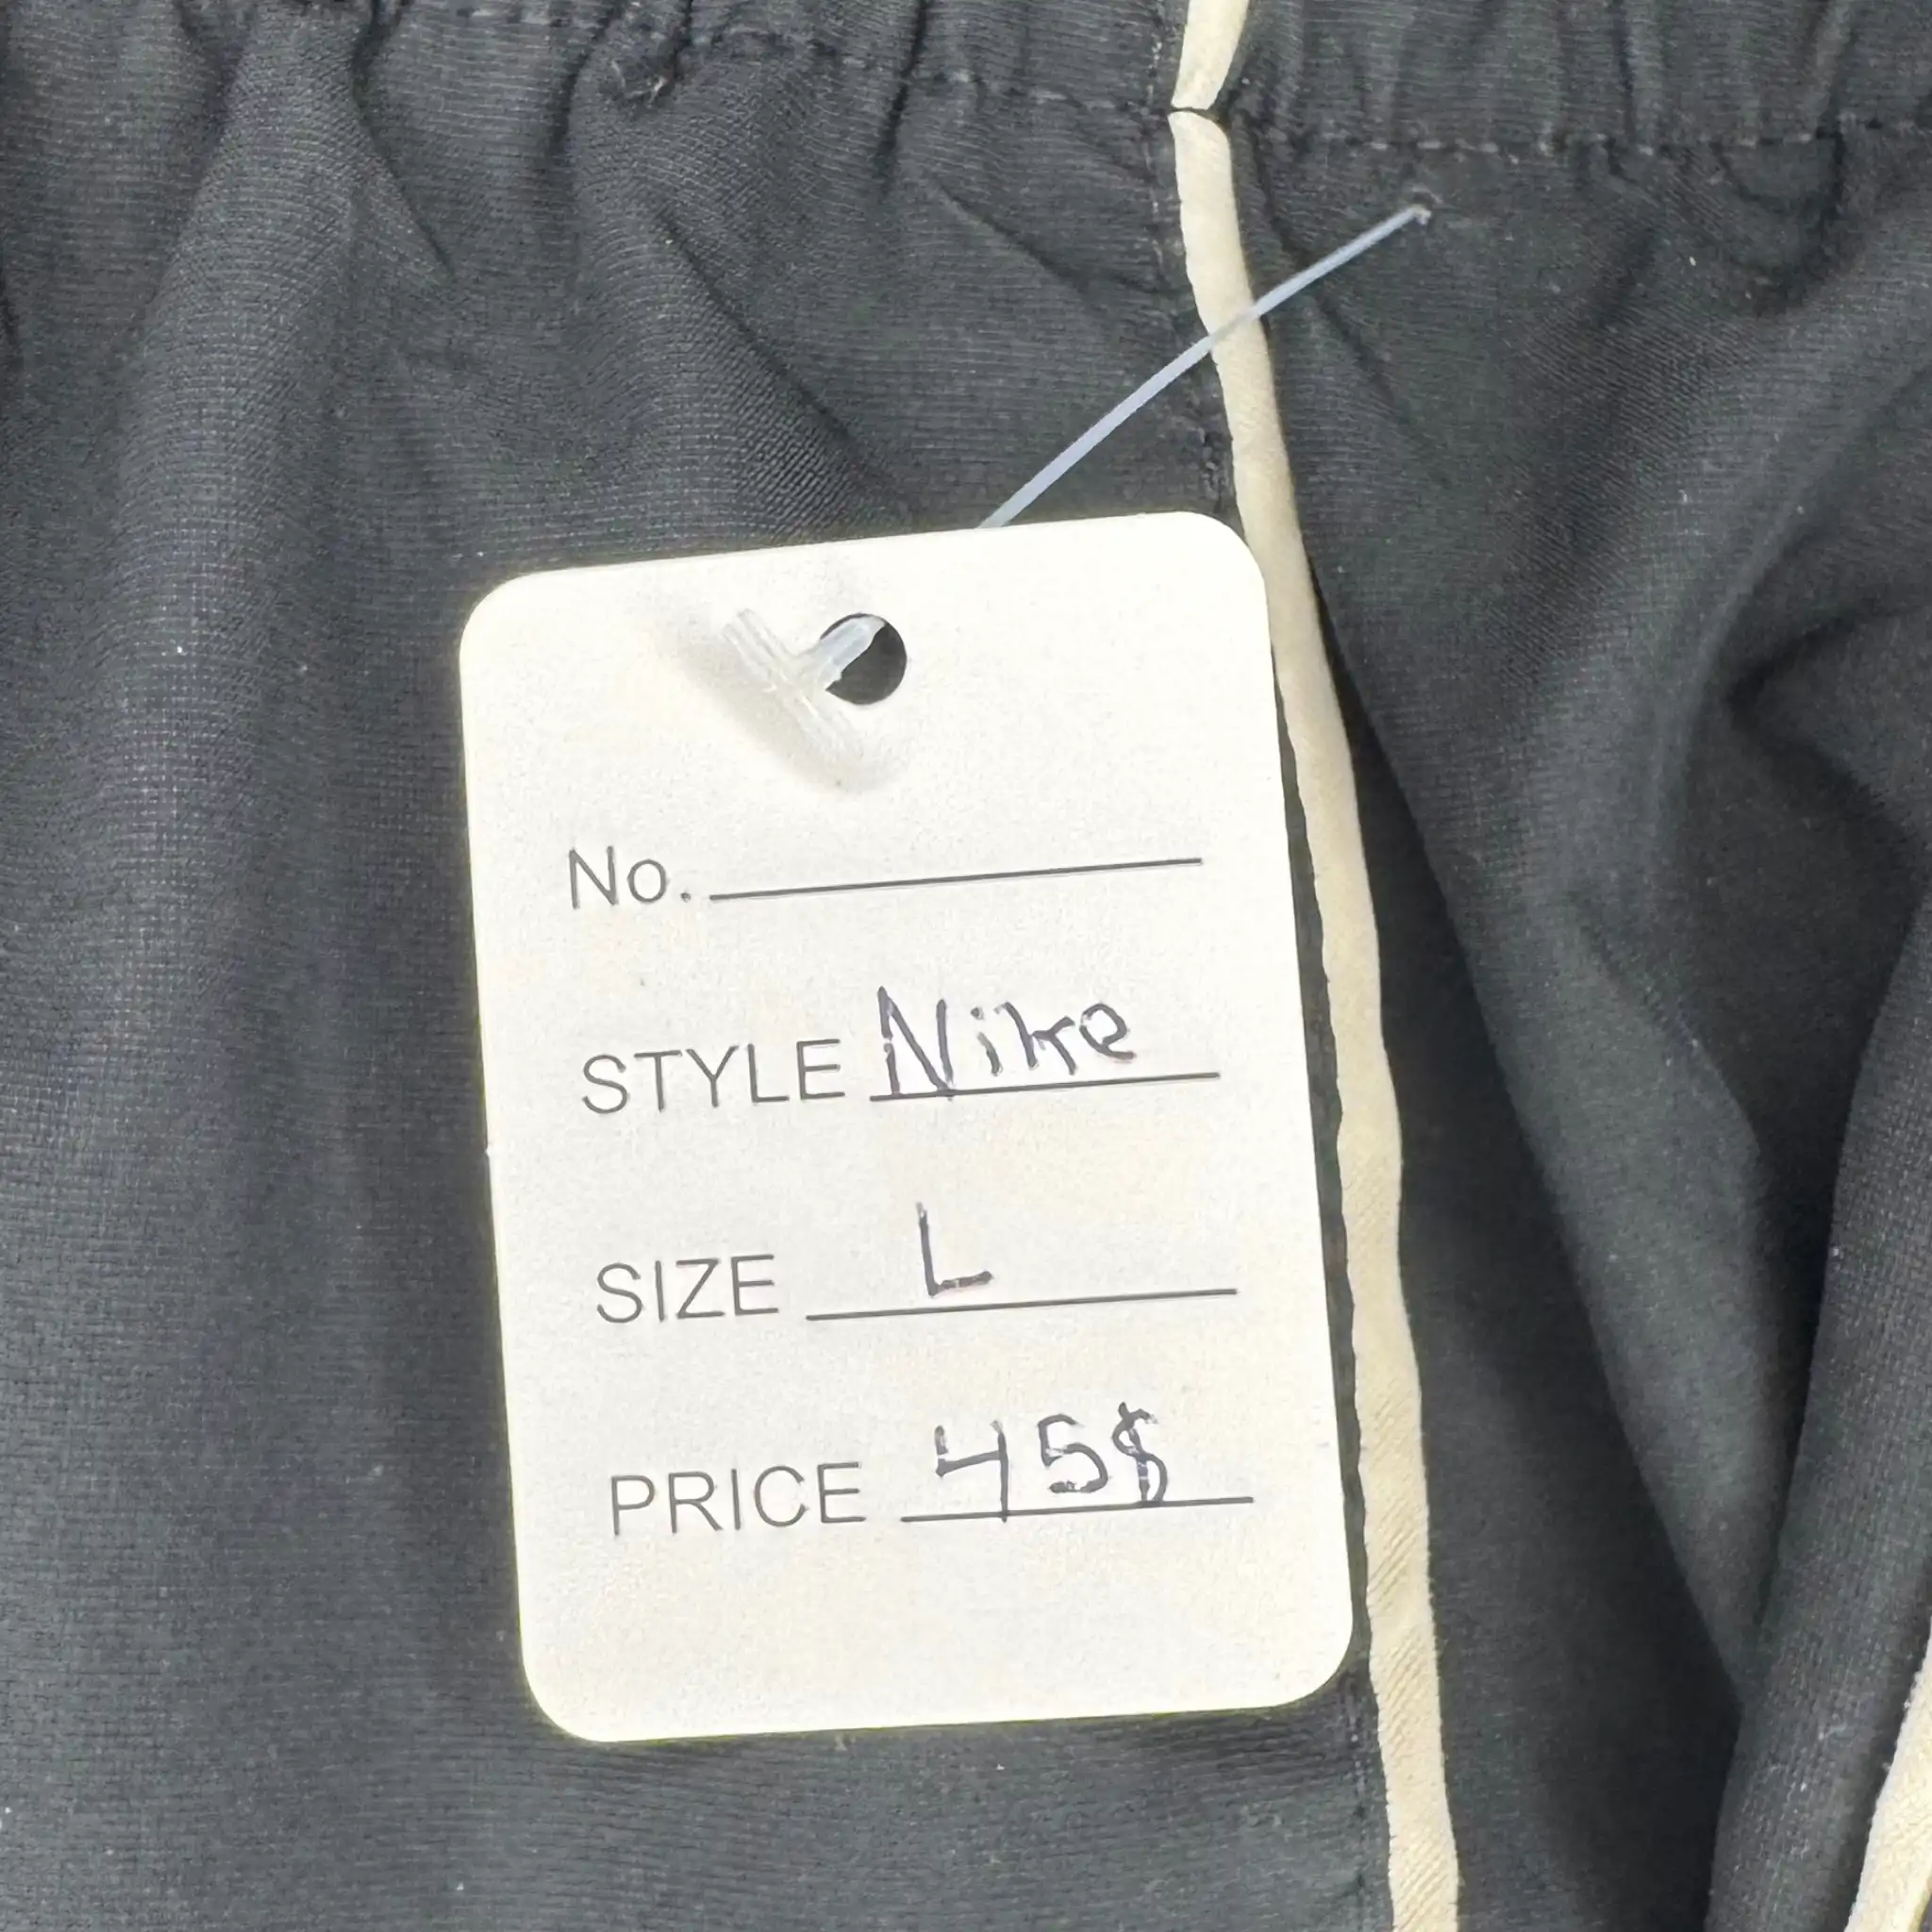 No.
STYLE Nike
SIZE L
PRICE 45$